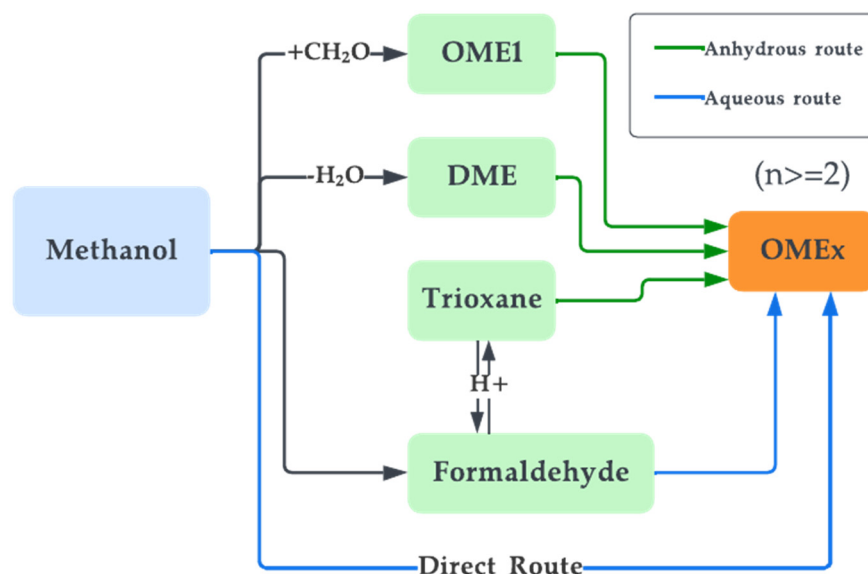 +CH₂O
OME1
Anhydrous route
Aqueous route
-H₂O
DME
(n>=2)
Methanol
OMEx
Trioxane
H+
Formaldehyde
Direct Route